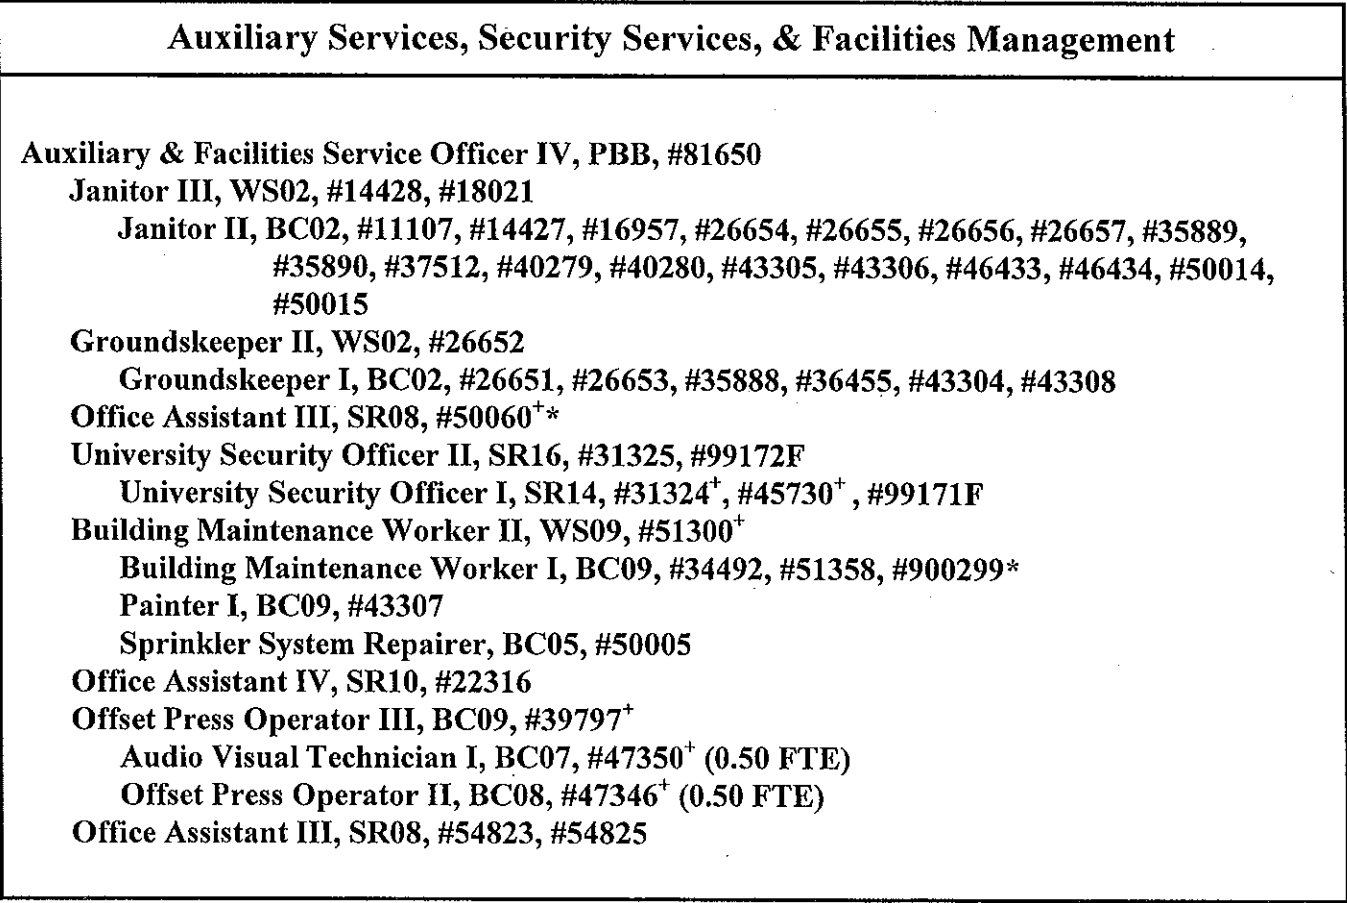 Auxiliary Services, Security Services, & Facilities Management
Auxiliary & Facilities Service Officer IV, PBB, #81650
Janitor III, WS02, #14428, #18021
Janitor II, BC02, #11107, #14427, #16957, #26654, #26655, #26656, #26657, #35889,
#35890, #37512, #40279, #40280, #43305, #43306, #46433, #46434, #50014,
#50015
Groundskeeper II, WS02, #26652
Groundskeeper I, BC02, #26651, #26653, #35888, #36455, #43304, #43308
Office Assistant III, SR08, #50060⁺*
University Security Officer II, SR16, #31325, #99172F
University Security Officer I, SR14, #31324⁺, #45730⁺ , #99171F
Building Maintenance Worker II, WS09, #51300⁺
Building Maintenance Worker I, BC09, #34492, #51358, #900299*
Painter I, BC09, #43307
Sprinkler System Repairer, BC05, #50005
Office Assistant IV, SR10, #22316
Offset Press Operator III, BC09, #39797⁺
Audio Visual Technician I, BC07, #47350⁺ (0.50 FTE)
Offset Press Operator II, BC08, #47346⁺ (0.50 FTE)
Office Assistant III, SR08, #54823, #54825